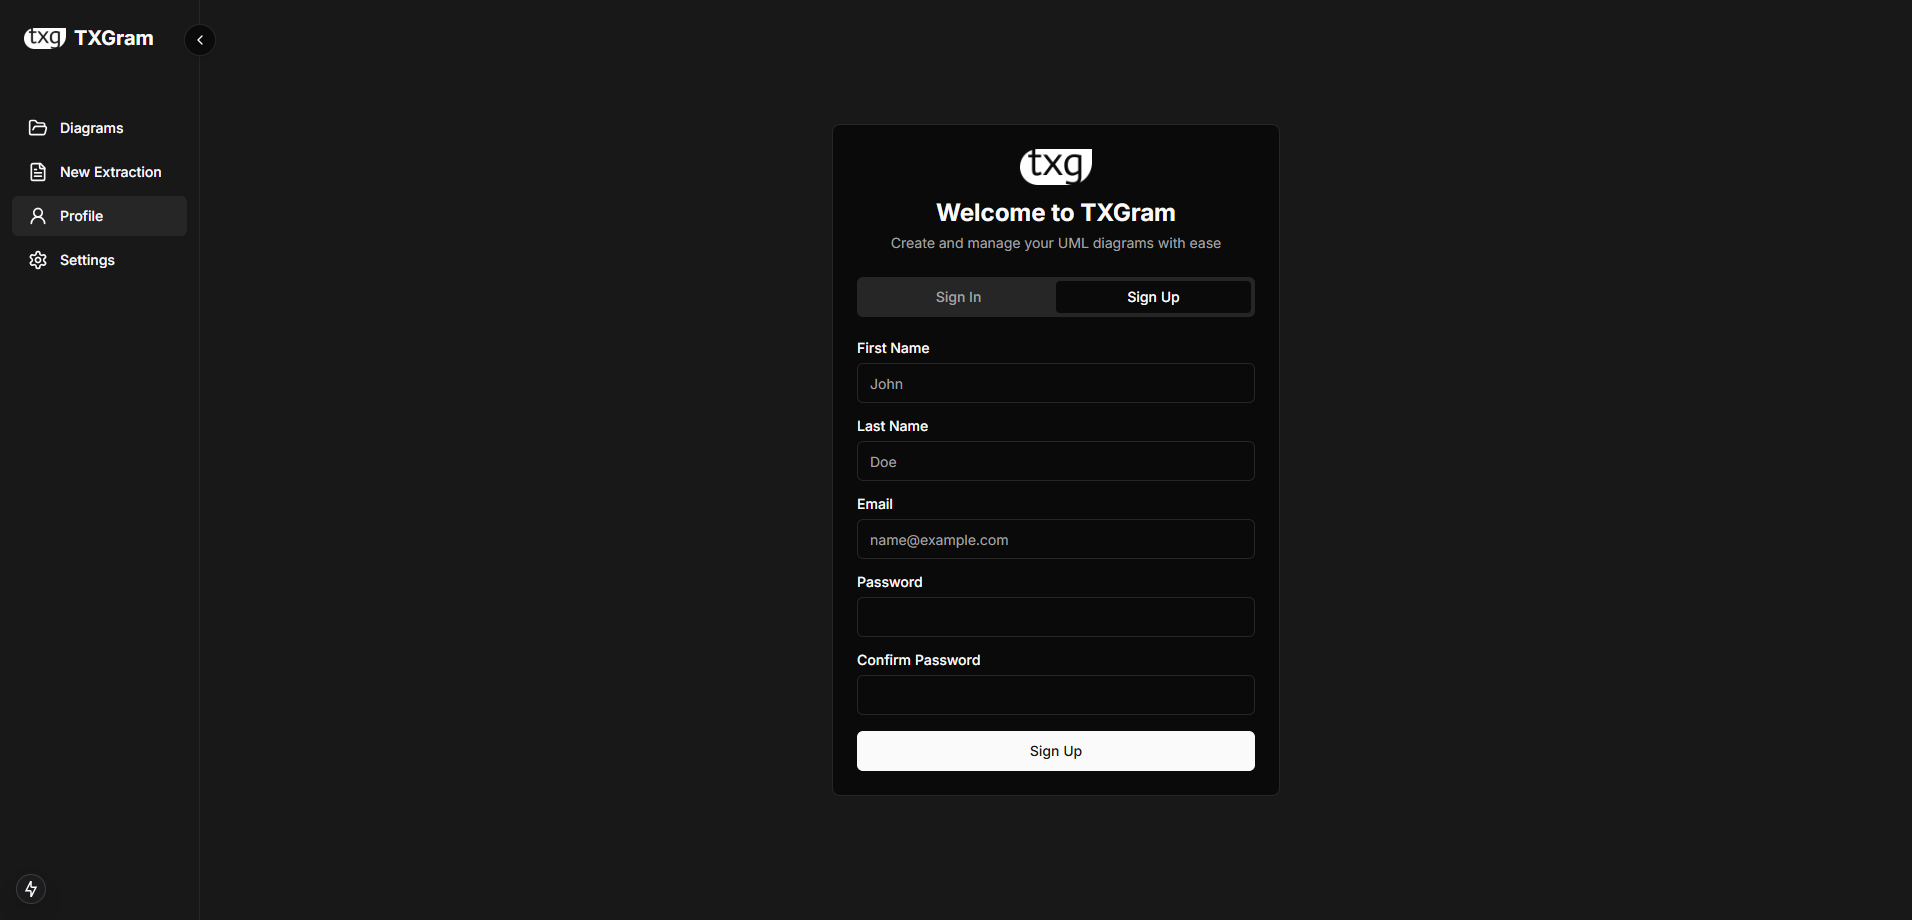 txg TXGram
Diagrams
New Extraction
Profile
Settings
txg
Welcome to TXGram
Create and manage your UML diagrams with ease
Sign In
Sign Up
First Name
John
Last Name
Doe
Email
name@example.com
Password
Confirm Password
Sign Up